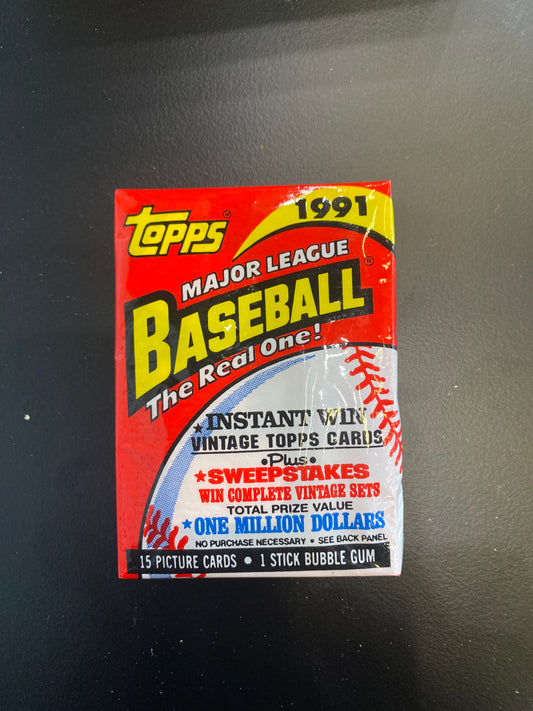 TOPPS®
1991
MAJOR LEAGUE
BASEBALL®
The Real One!
★INSTANT WIN
VINTAGE TOPPS CARDS
•Plus•
★SWEEPSTAKES
WIN COMPLETE VINTAGE SETS
TOTAL PRIZE VALUE
★ONE MILLION DOLLARS
NO PURCHASE NECESSARY • SEE BACK PANEL
15 PICTURE CARDS • 1 STICK BUBBLE GUM